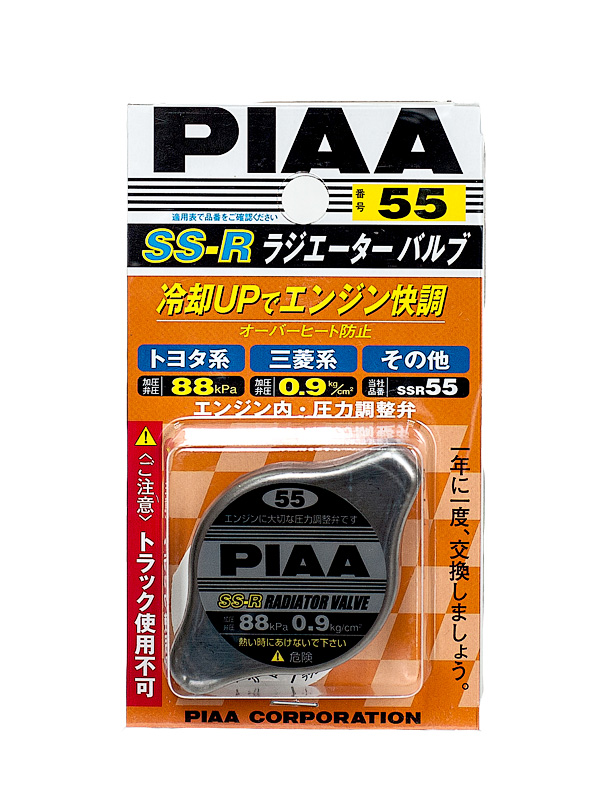 PIAA
番号 55
適用表で品番をご確認ください
SS-R ラジエーター バルブ
冷却UPでエンジン快調
オーバーヒート防止
トヨタ系 三菱系 その他
加圧弁圧 88kPa 加圧弁圧 0.9kg/cm² 当社品番 SSR55
エンジン内・圧力調整弁
〈ご注意〉トラック使用不可
一年に一度、交換しましょう。
55
エンジンに大切な圧力調整弁です
PIAA
SS-R RADIATOR VALVE
加圧弁圧 88kPa 0.9kg/cm²
熱い時にあけないで下さい
危険
PIAA CORPORATION